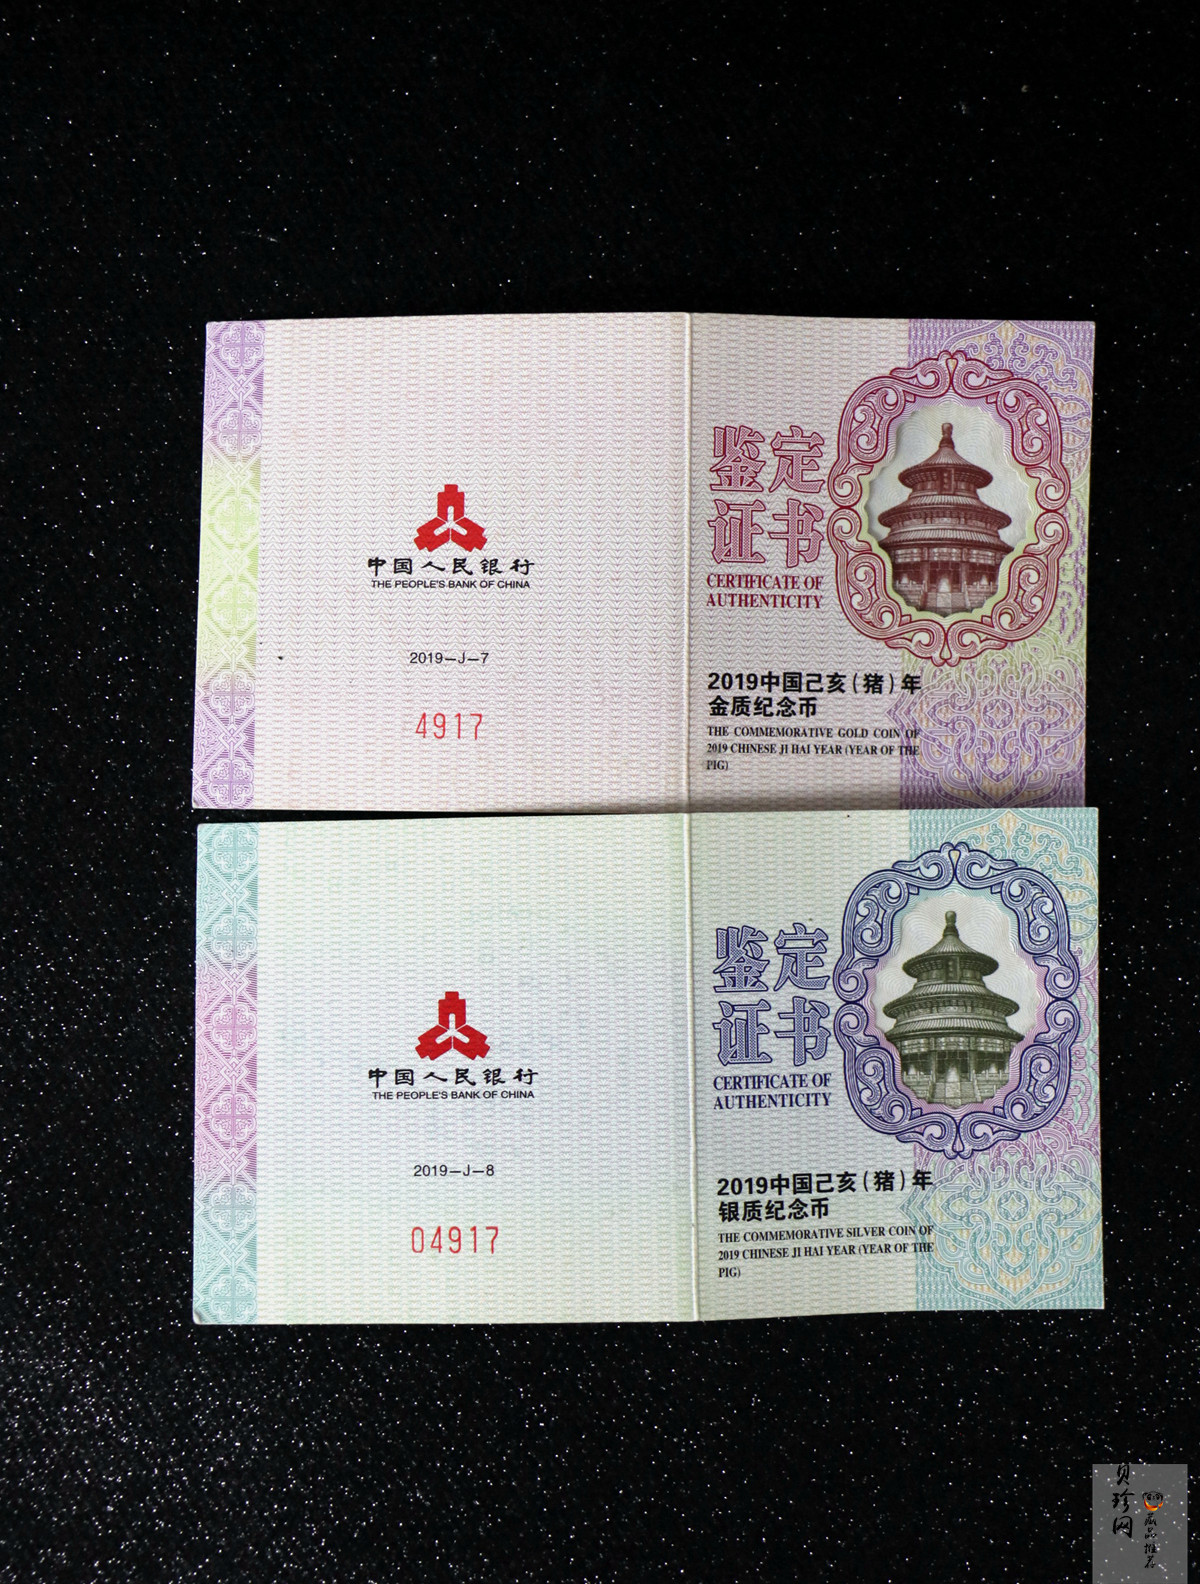 中国人民银行
THE PEOPLE'S BANK OF CHINA
2019-J-7
4917
鉴定
证书
CERTIFICATE OF
AUTHENTICITY
2019中国己亥(猪)年
金质纪念币
THE COMMEMORATIVE GOLD COIN OF
2019 CHINESE JI HAI YEAR (YEAR OF THE
PIG)
中国人民银行
THE PEOPLE'S BANK OF CHINA
2019-J-8
04917
鉴定
证书
CERTIFICATE OF
AUTHENTICITY
2019中国己亥(猪)年
银质纪念币
THE COMMEMORATIVE SILVER COIN OF
2019 CHINESE JI HAI YEAR (YEAR OF THE
PIG)
贝珍网
藏品推荐